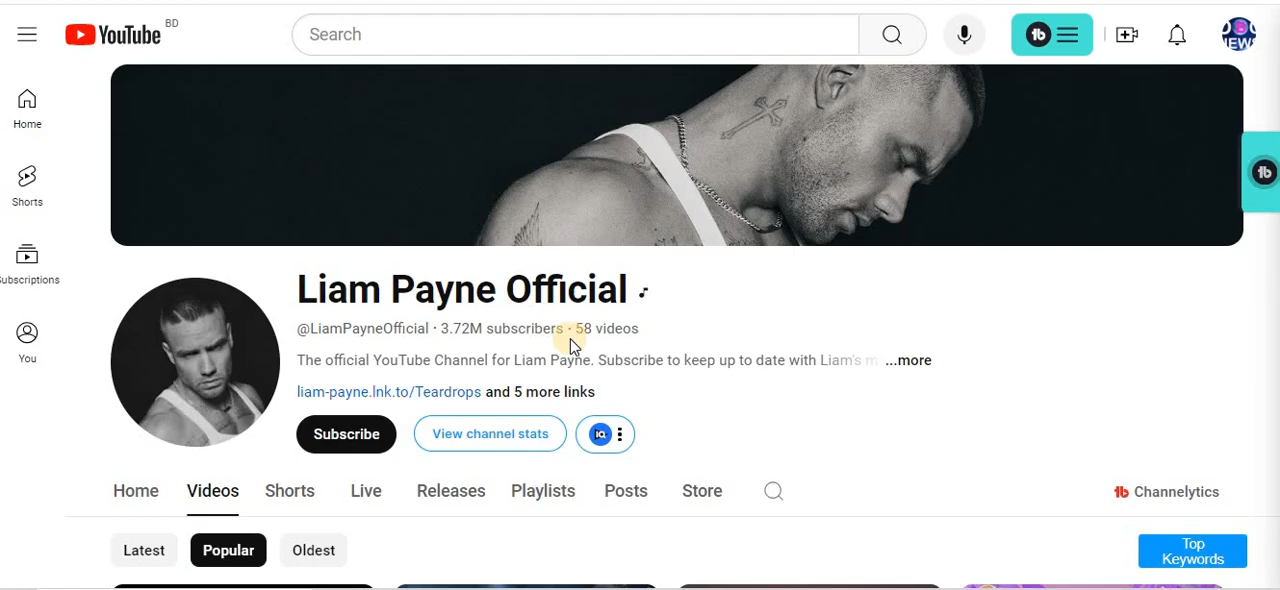 YouTube BD
Search
Home
Shorts
Subscriptions
You
Liam Payne Official
@LiamPayneOfficial · 3.72M subscribers · 58 videos
The official YouTube Channel for Liam Payne. Subscribe to keep up to date with Liam's m ...more
liam-payne.lnk.to/Teardrops and 5 more links
Subscribe
View channel stats
iQ
Home Videos Shorts Live Releases Playlists Posts Store
Channelytics
Latest Popular Oldest
Top
Keywords